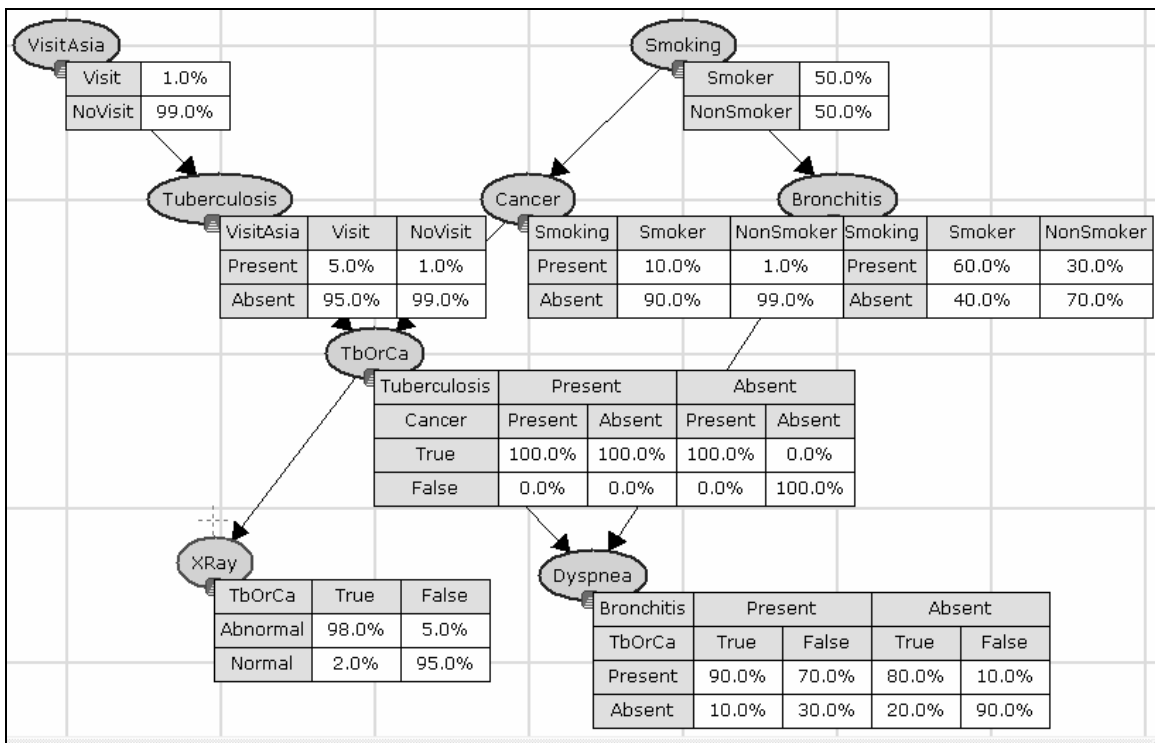 VisitAsia
Visit 1.0%
NoVisit 99.0%
Smoking
Smoker 50.0%
NonSmoker 50.0%
Tuberculosis
VisitAsia Visit NoVisit
Present 5.0% 1.0%
Absent 95.0% 99.0%
Cancer
Smoking Smoker NonSmoker
Present 10.0% 1.0%
Absent 90.0% 99.0%
Bronchitis
Smoking Smoker NonSmoker
Present 60.0% 30.0%
Absent 40.0% 70.0%
TbOrCa
Tuberculosis Present Absent
Cancer Present Absent Present Absent
True 100.0% 100.0% 100.0% 0.0%
False 0.0% 0.0% 0.0% 100.0%
XRay
TbOrCa True False
Abnormal 98.0% 5.0%
Normal 2.0% 95.0%
Dyspnea
Bronchitis Present Absent
TbOrCa True False True False
Present 90.0% 70.0% 80.0% 10.0%
Absent 10.0% 30.0% 20.0% 90.0%